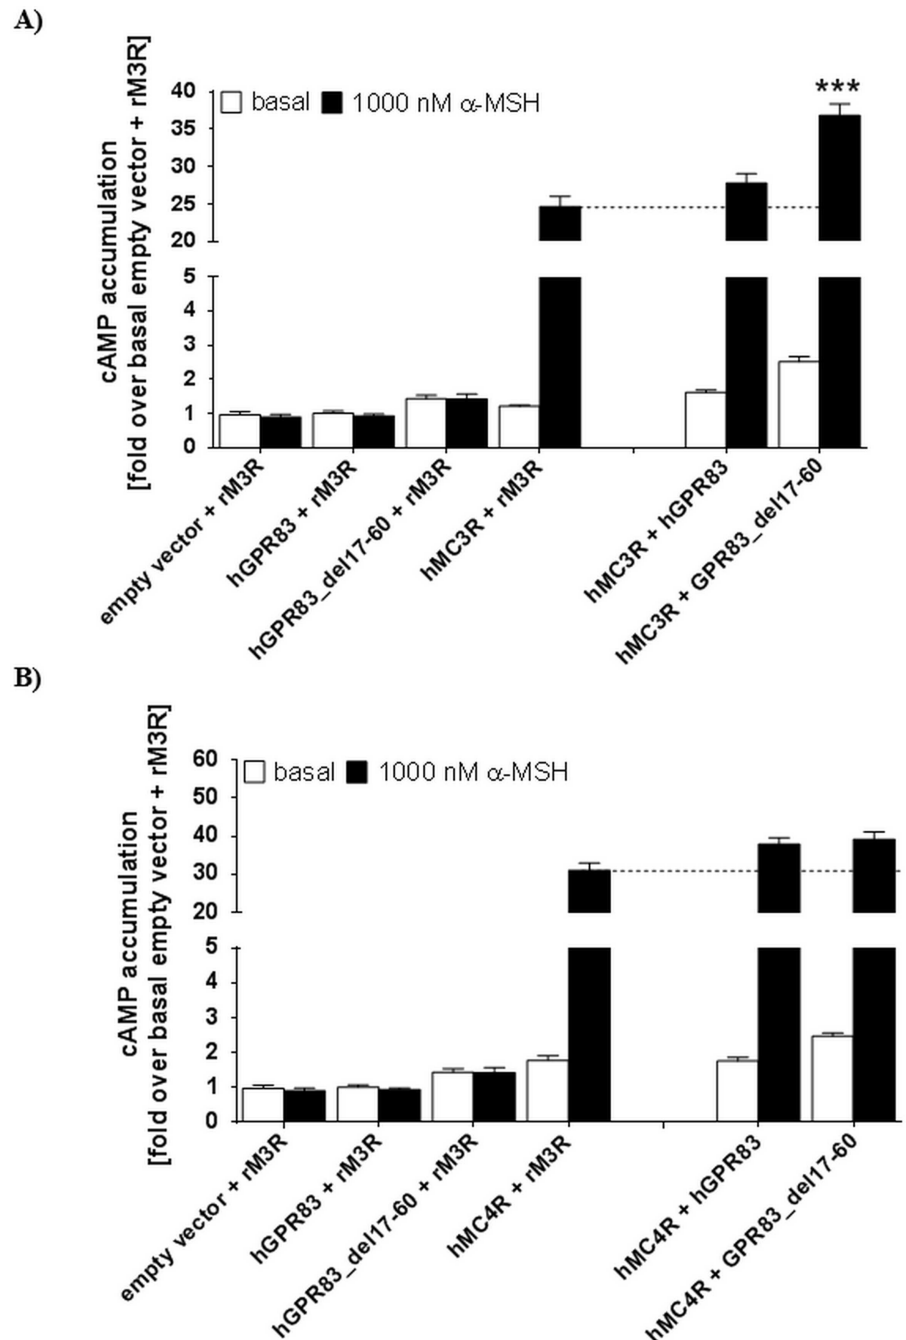 A)
cAMP accumulation
[fold over basal empty vector + rM3R]
basal 1000 nM α-MSH
***
40
35
30
25
20
5
4
3
2
1
0
empty vector + rM3R
hGPR83 + rM3R
hGPR83_del17-60 + rM3R
hMC3R + rM3R
hMC3R + hGPR83
hMC3R + GPR83_del17-60
B)
cAMP accumulation
[fold over basal empty vector + rM3R]
basal 1000 nM α-MSH
60
50
40
30
20
5
4
3
2
1
0
empty vector + rM3R
hGPR83 + rM3R
hGPR83_del17-60 + rM3R
hMC4R + rM3R
hMC4R + hGPR83
hMC4R + GPR83_del17-60